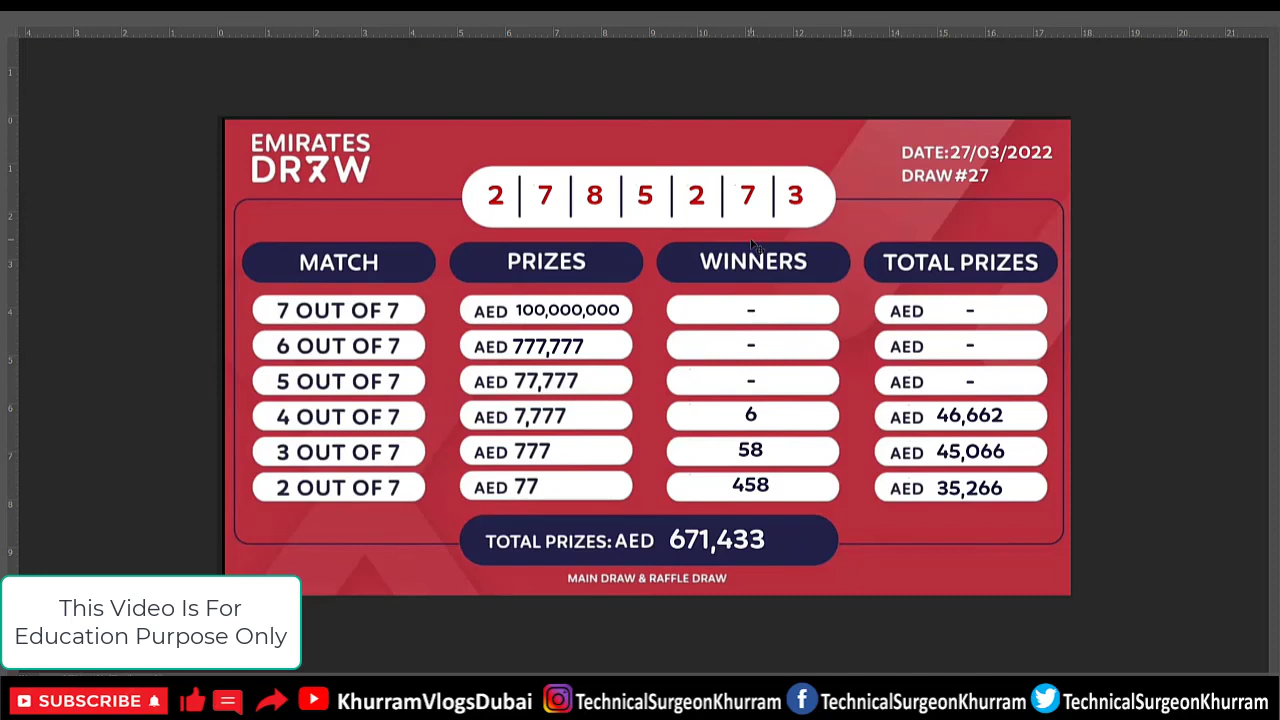 EMIRATES
DRAW
DATE:27/03/2022
DRAW#27
2 | 7 | 8 | 5 | 2 | 7 | 3
MATCH PRIZES WINNERS TOTAL PRIZES
7 OUT OF 7 AED 100,000,000 - AED -
6 OUT OF 7 AED 777,777 - AED -
5 OUT OF 7 AED 77,777 - AED -
4 OUT OF 7 AED 7,777 6 AED 46,662
3 OUT OF 7 AED 777 58 AED 45,066
2 OUT OF 7 AED 77 458 AED 35,266
TOTAL PRIZES: AED 671,433
MAIN DRAW & RAFFLE DRAW
This Video Is For
Education Purpose Only
SUBSCRIBE KhurramVlogsDubai TechnicalSurgeonKhurram TechnicalSurgeonKhurram TechnicalSurgeonKhurram